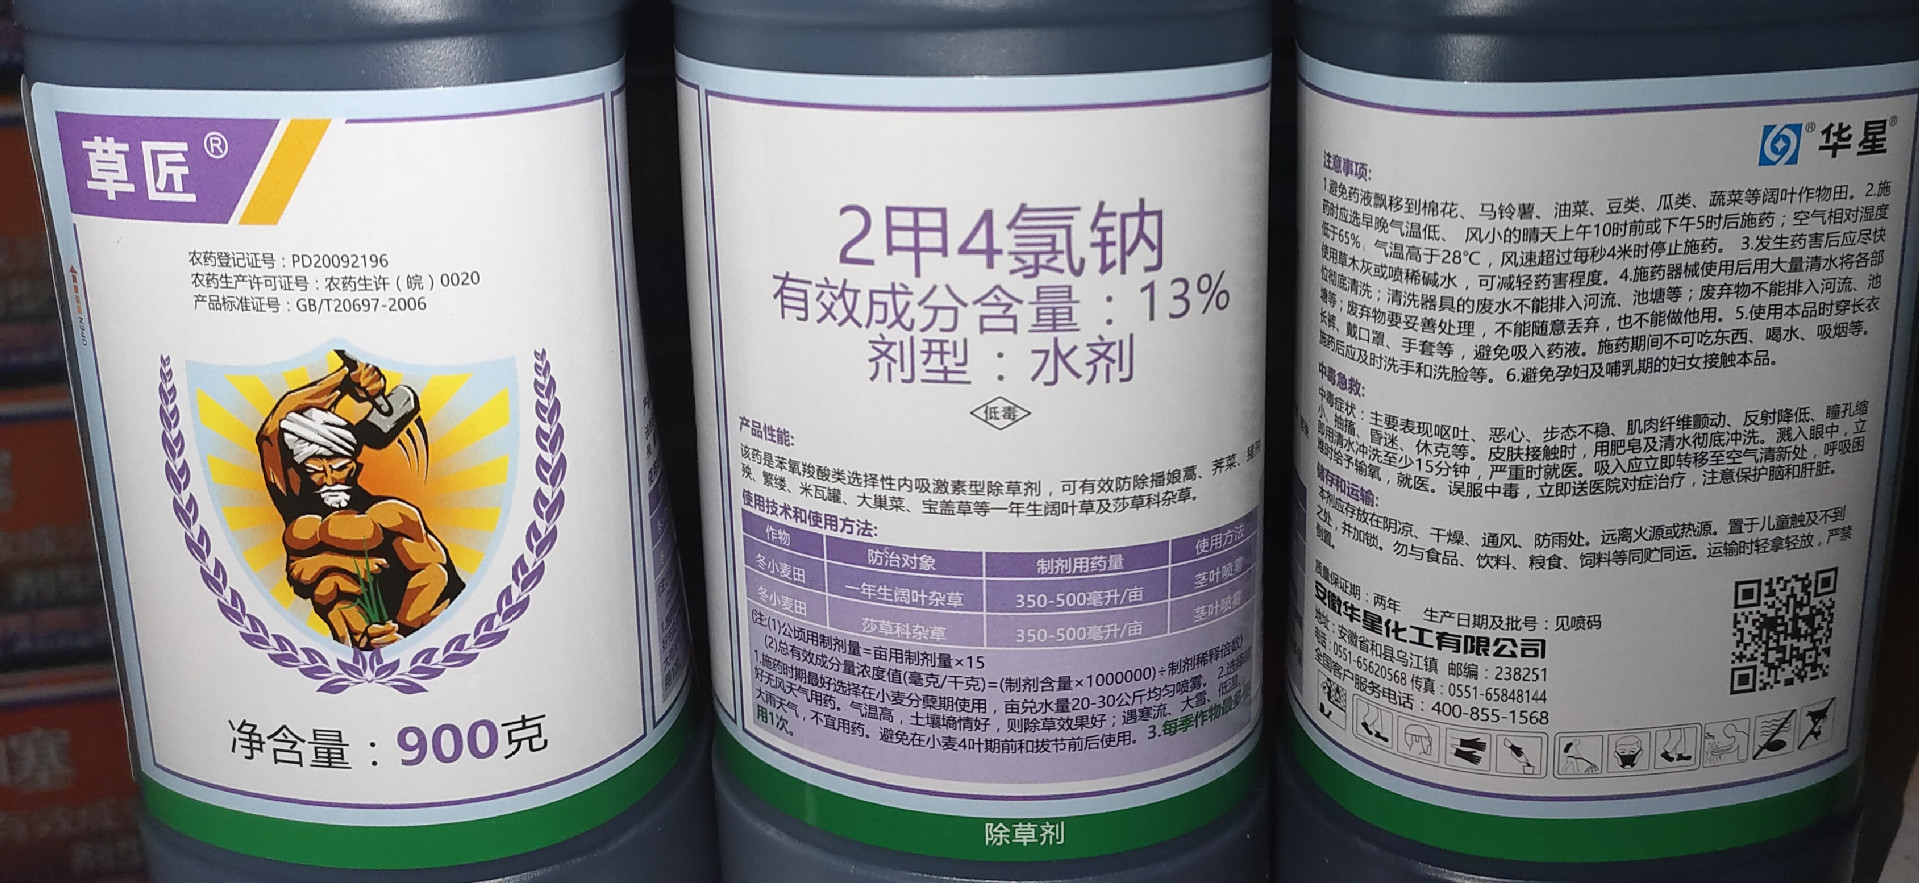 草匠®
农药登记证号：PD20092196
农药生产许可证号：农药生许（皖）0020
产品标准证号：GB/T20697-2006
净含量：900克
2甲4氯钠
有效成分含量：13%
剂型：水剂
低毒
产品性能：
该药是苯氧羧酸类选择性内吸激素型除草剂，可有效防除播娘蒿、荠菜、
殃、繁缕、米瓦罐、大巢菜、宝盖草等一年生阔叶草及莎草科杂草。
使用技术和使用方法：
作物 防治对象 制剂用药量 使用方法
冬小麦田 一年生阔叶杂草 350-500毫升/亩 茎叶喷雾
冬小麦田 莎草科杂草 350-500毫升/亩 茎叶喷雾
(注:(1)公顷用制剂量=亩用制剂量×15
(2)总有效成分量浓度值(毫克/千克)=(制剂含量×1000000)÷制剂稀释倍数)
1.施药时期最好选择在小麦分蘖期使用，亩兑水量20-30公斤均匀喷雾。2.选择
好无风天气用药。气温高，土壤墒情好，则除草效果好；遇寒流、大雪、低温、
大雨天气，不宜用药。避免在小麦4叶期前和拔节前后使用。3.每季作物最多
用1次。
除草剂
®华星®
注意事项:
1.避免药液飘移到棉花、马铃薯、油菜、豆类、瓜类、蔬菜等阔叶作物田。2.施
药时应选早晚气温低、风小的晴天上午10时前或下午5时后施药；空气相对湿度
低于65%，气温高于28℃，风速超过每秒4米时停止施药。3.发生药害后应尽快
使用草木灰或喷稀碱水，可减轻药害程度。4.施药器械使用后用大量清水将各部
位彻底清洗；清洗器具的废水不能排入河流、池塘等；废弃物不能排入河流、池
塘等；废弃物要妥善处理，不能随意丢弃，也不能做他用。5.使用本品时穿长衣
长裤、戴口罩、手套等，避免吸入药液。施药期间不可吃东西、喝水、吸烟等。
施药后应及时洗手和洗脸等。6.避免孕妇及哺乳期的妇女接触本品。
中毒急救：
中毒症状：主要表现呕吐、恶心、步态不稳、肌肉纤维颤动、反射降低、瞳孔缩
小、抽搐、昏迷、休克等。皮肤接触时，用肥皂及清水彻底冲洗。溅入眼中，立
即用清水冲洗至少15分钟，严重时就医。吸入应立即转移至空气清新处，呼吸困
难时给予输氧，就医。误服中毒，立即送医院对症治疗，注意保护脑和肝脏。
储存和运输：
本剂应存放在阴凉、干燥、通风、防雨处。远离火源或热源。置于儿童触及不到
之处，并加锁。勿与食品、饮料、粮食、饲料等同贮同运。运输时轻拿轻放，严禁
倒置。
质量保证期：两年 生产日期及批号：见喷码
安徽华星化工有限公司
地址：安徽省和县乌江镇 邮编：238251
电话：0551-65620568 传真：0551-65848144
全国客户服务电话：400-855-1568